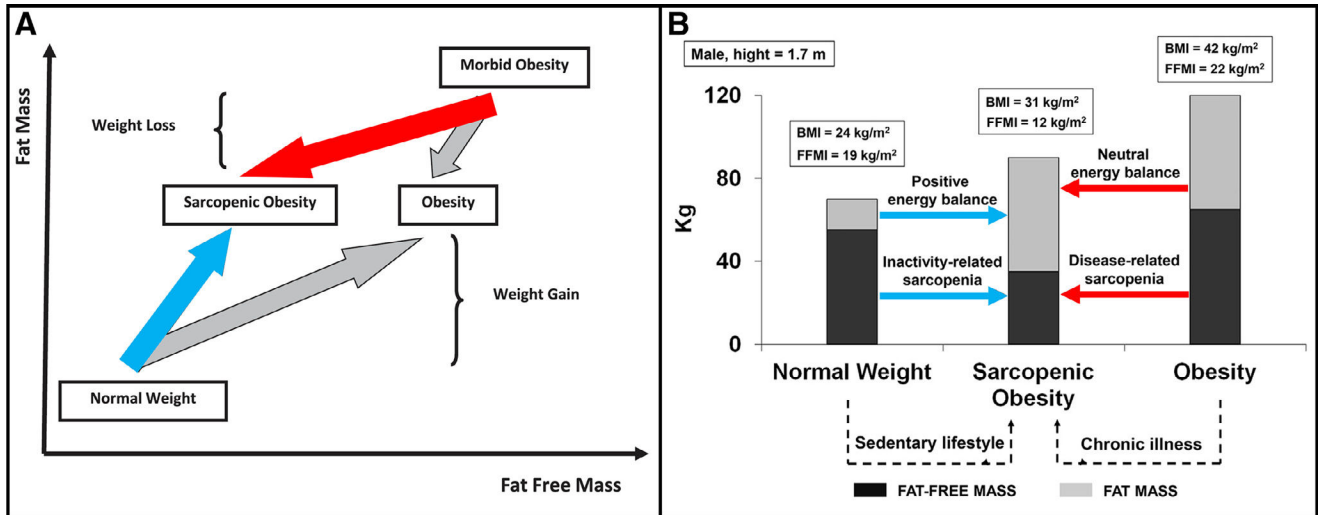 A
Fat Mass
Morbid Obesity
Weight Loss
Sarcopenic Obesity
Obesity
Weight Gain
Normal Weight
Fat Free Mass
B
Male, hight = 1.7 m
BMI = 42 kg/m²
FFMI = 22 kg/m²
BMI = 31 kg/m²
FFMI = 12 kg/m²
BMI = 24 kg/m²
FFMI = 19 kg/m²
Kg
120
80
40
0
Positive
energy balance
Neutral
energy balance
Inactivity-related
sarcopenia
Disease-related
sarcopenia
Normal Weight
Sarcopenic
Obesity
Obesity
Sedentary lifestyle
Chronic illness
FAT-FREE MASS
FAT MASS